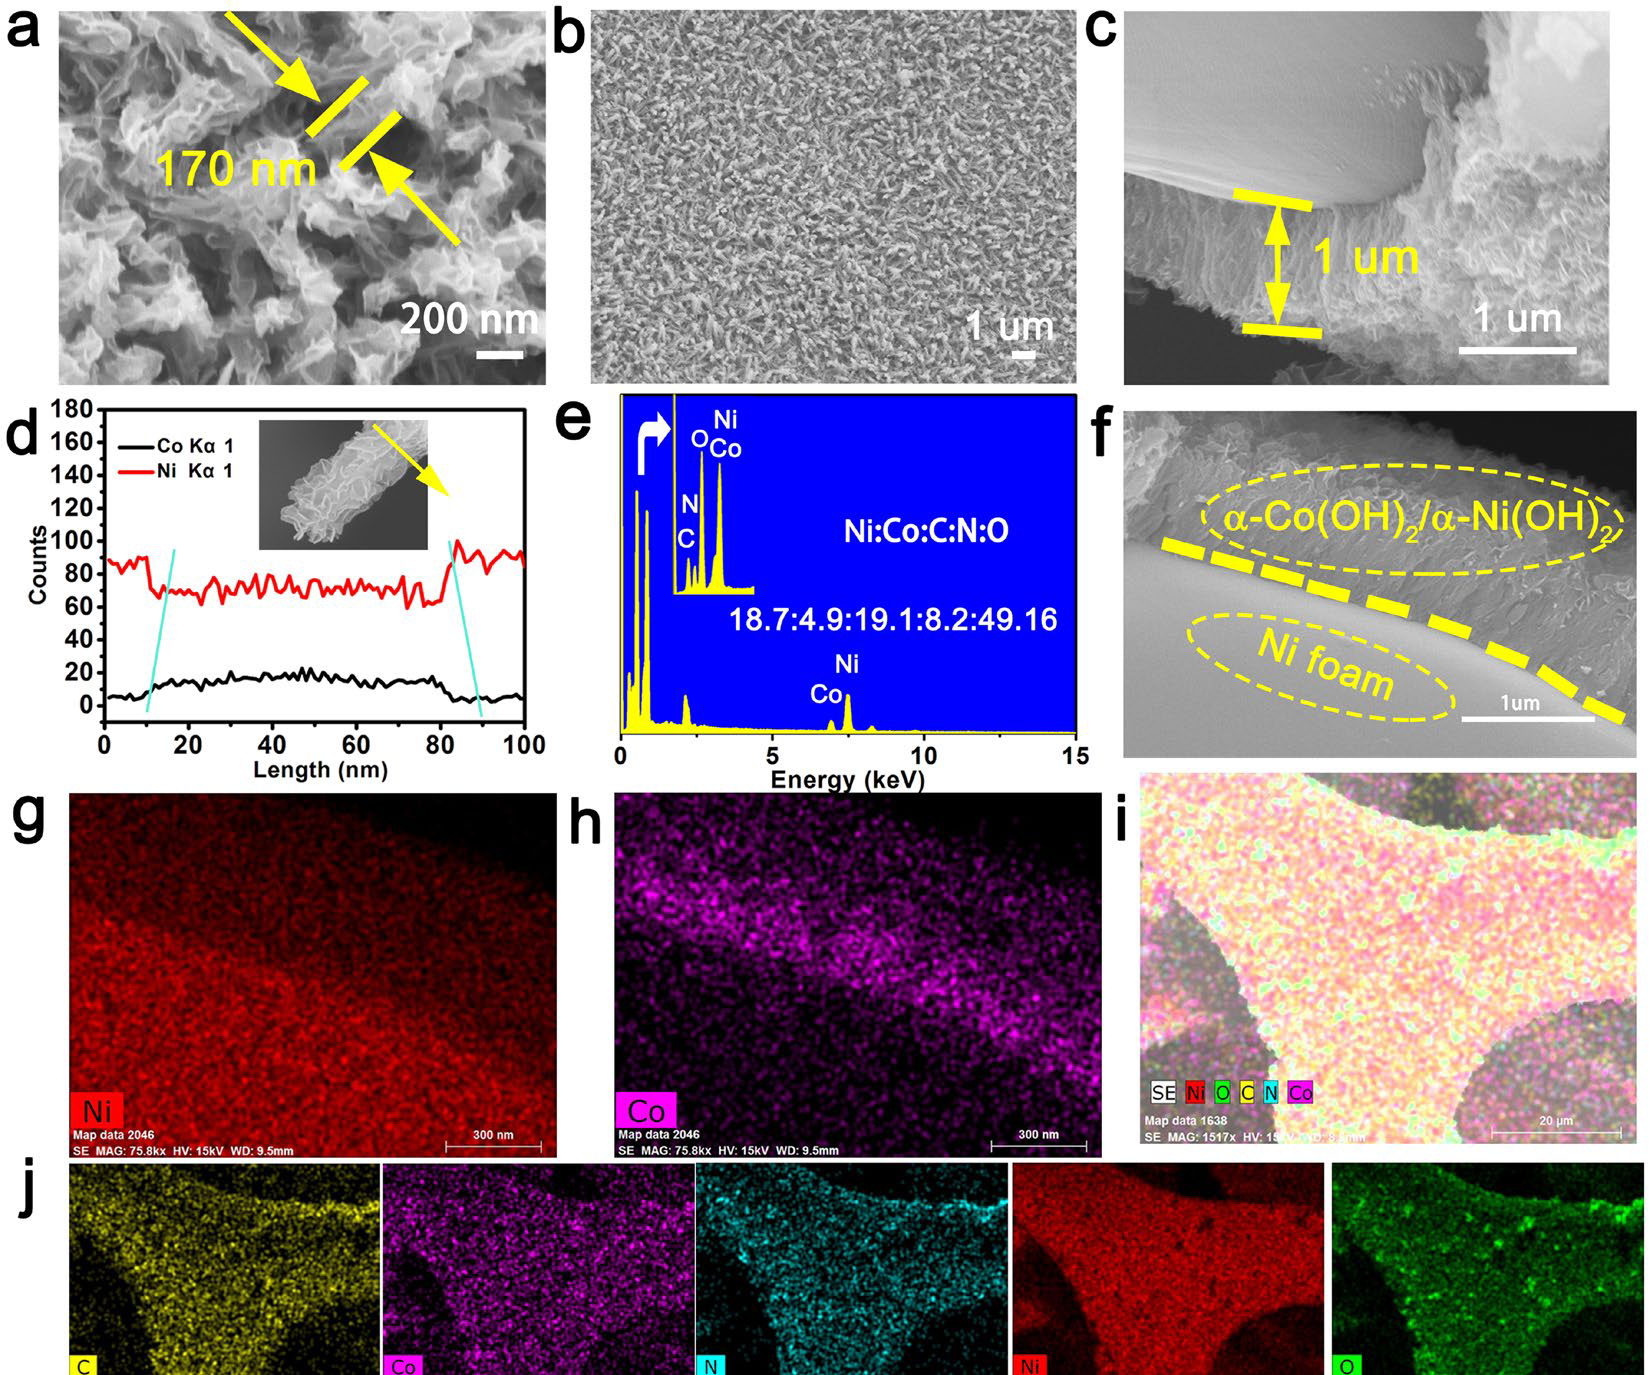 a
170 nm
200 nm
b
1 um
c
1 um
1 um
d
180
160
140
120
100
80
60
40
20
0
Counts
Co Kα 1
Ni Kα 1
0 20 40 60 80 100
Length (nm)
e
Ni
O Co
N
C
Ni:Co:C:N:O
18.7:4.9:19.1:8.2:49.16
Ni
Co
0 5 10 15
Energy (keV)
f
α-Co(OH)₂/α-Ni(OH)₂
Ni foam
1um
g
Ni
Map data 2046
SE MAG: 75.8kx HV: 15kV WD: 9.5mm
300 nm
h
Co
Map data 2046
SE MAG: 75.8kx HV: 15kV WD: 9.5mm
300 nm
i
SE Ni O C N Co
Map data 1638
SE MAG: 1517x HV:
20 µm
j
C
Co
N
Ni
O